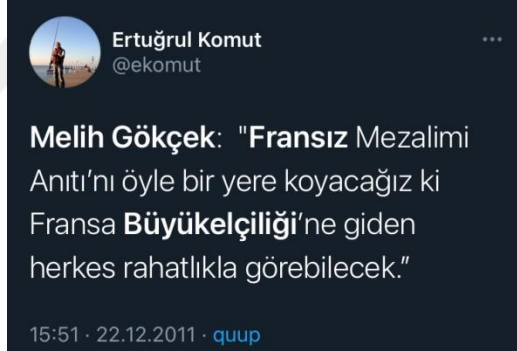 Ertuğrul Komut
@ekomut
Melih Gökçek: "Fransız Mezalimi
Anıtı'nı öyle bir yere koyacağız ki
Fransa Büyükelçiliği'ne giden
herkes rahatlıkla görebilecek."
15:51 · 22.12.2011 · quup